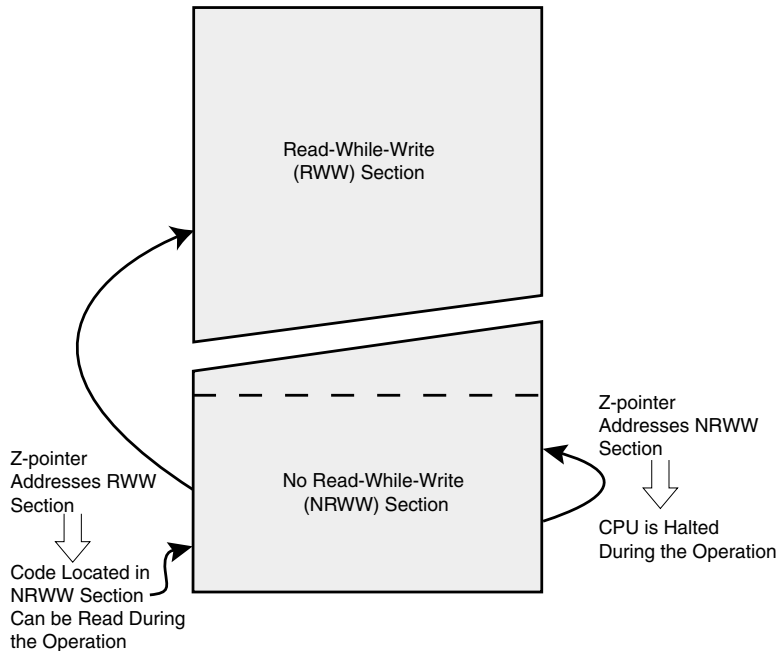 Read-While-Write
(RWW) Section
Z-pointer
Addresses RWW
Section
Code Located in
NRWW Section
Can be Read During
the Operation
No Read-While-Write
(NRWW) Section
Z-pointer
Addresses NRWW
Section
CPU is Halted
During the Operation